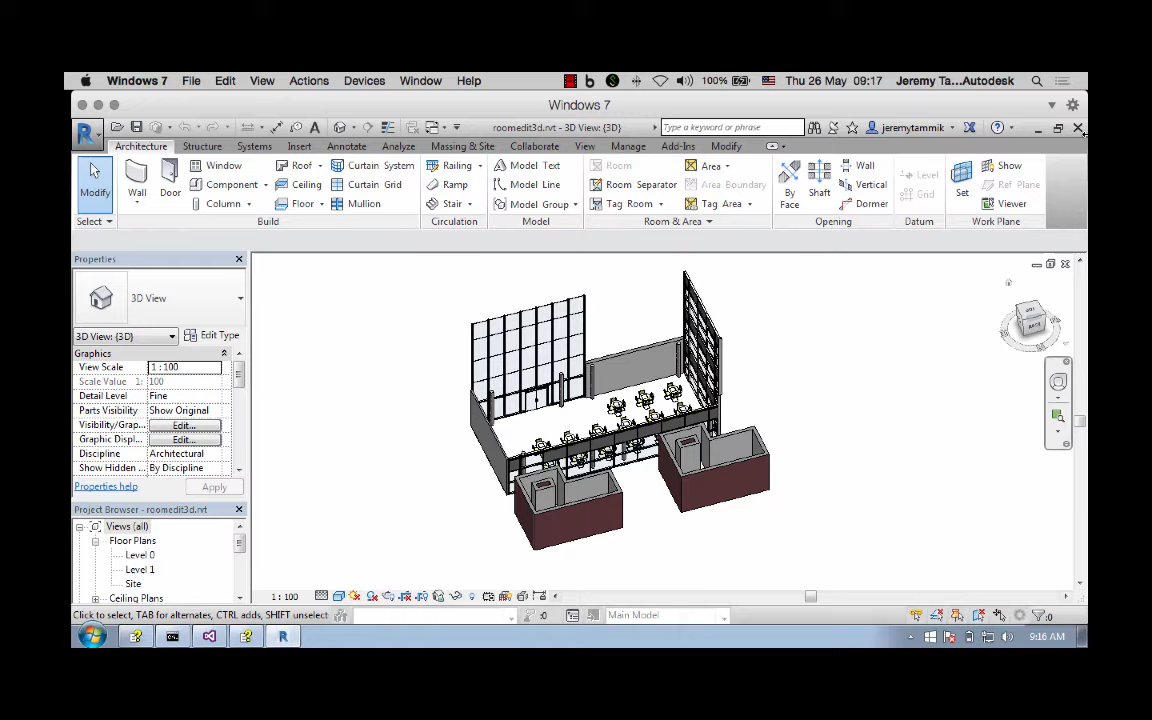 Windows 7 File Edit View Actions Devices Window Help 100% Thu 26 May 09:17 Jeremy Ta...Autodesk
Windows 7
roomedit3d.rvt - 3D View: {3D} Type a keyword or phrase jeremytammik
Architecture Structure Systems Insert Annotate Analyze Massing & Site Collaborate View Manage Add-Ins Modify
Window Roof Curtain System Railing Model Text Room Area Wall Show
Modify Wall Door Component Ceiling Curtain Grid Ramp Model Line Room Separator Area Boundary By Face Shaft Vertical Level Set Ref Plane
Column Floor Mullion Stair Model Group Tag Room Tag Area Dormer Grid Viewer
Select Build Circulation Model Room & Area Opening Datum Work Plane
Properties
3D View
3D View: {3D} Edit Type
Graphics
View Scale 1 : 100
Scale Value 1: 100
Detail Level Fine
Parts Visibility Show Original
Visibility/Grap... Edit...
Graphic Displ... Edit...
Discipline Architectural
Show Hidden By Discipline
Properties help Apply
Project Browser - roomedit3d.rvt
Views (all)
Floor Plans
Level 0
Level 1
Site
Ceiling Plans
1 : 100
Click to select, TAB for alternates, CTRL adds, SHIFT unselect :0 Main Model :0
9:16 AM